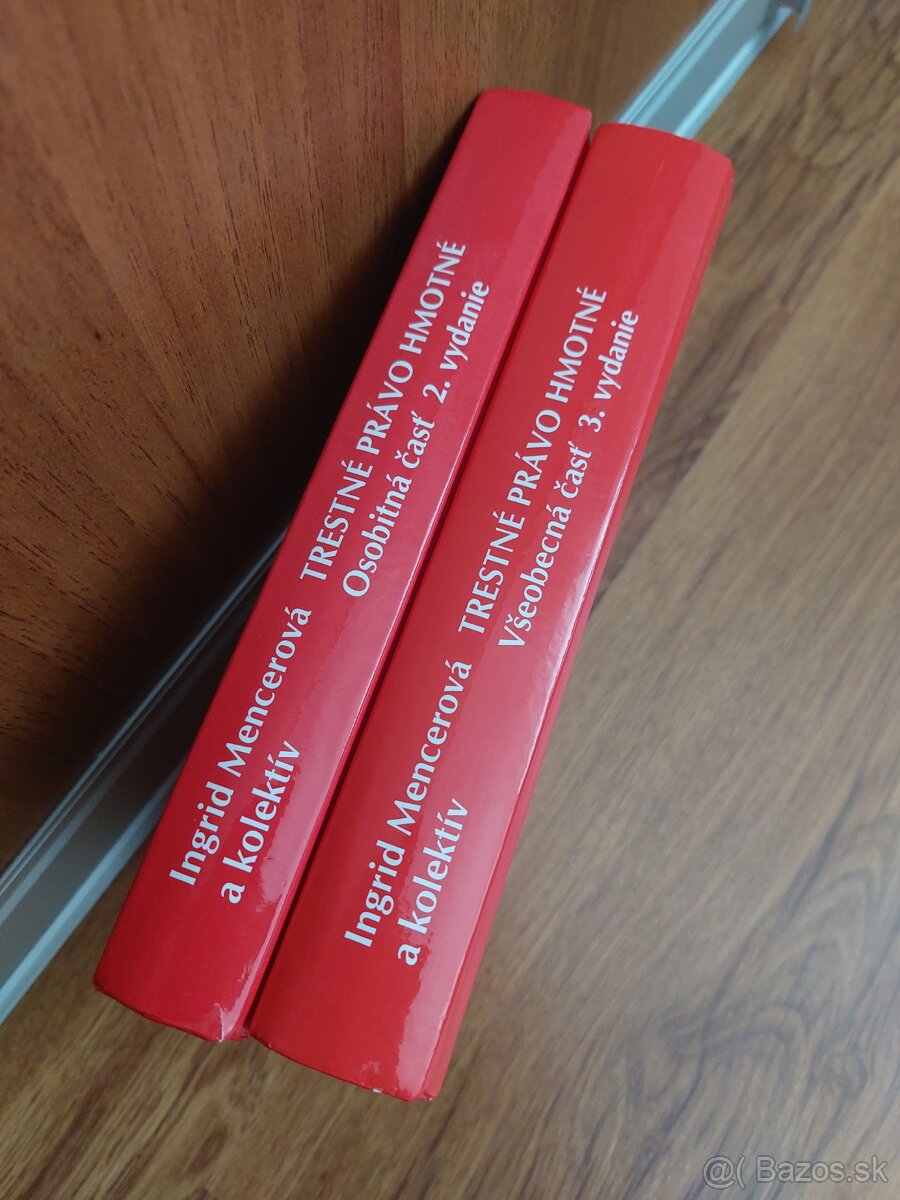 Ingrid Mencerová TRESTNÉ PRÁVO HMOTNÉ
a kolektív Osobitná časť 2. vydanie
Ingrid Mencerová TRESTNÉ PRÁVO HMOTNÉ
a kolektív Všeobecná časť 3. vydanie
@( Bazos.sk